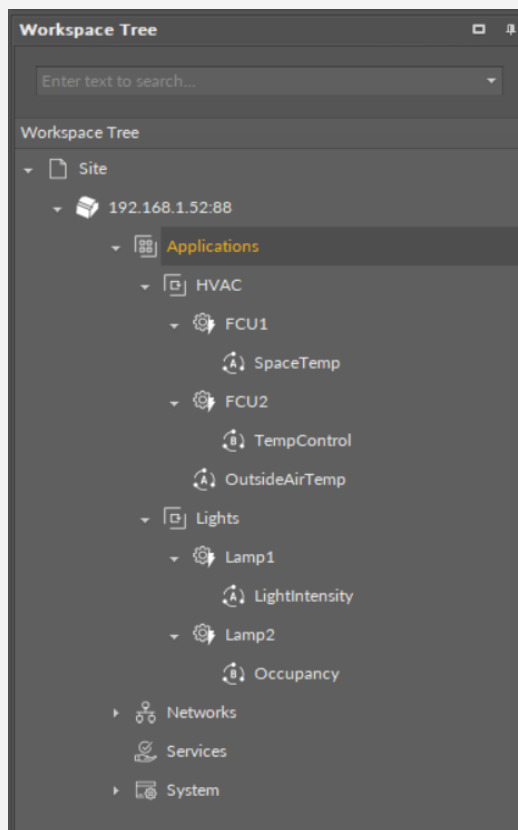 Workspace Tree
Enter text to search...
Workspace Tree
Site
192.168.1.52:88
Applications
HVAC
FCU1
A SpaceTemp
FCU2
B TempControl
A OutsideAirTemp
Lights
Lamp1
A LightIntensity
Lamp2
B Occupancy
Networks
Services
System